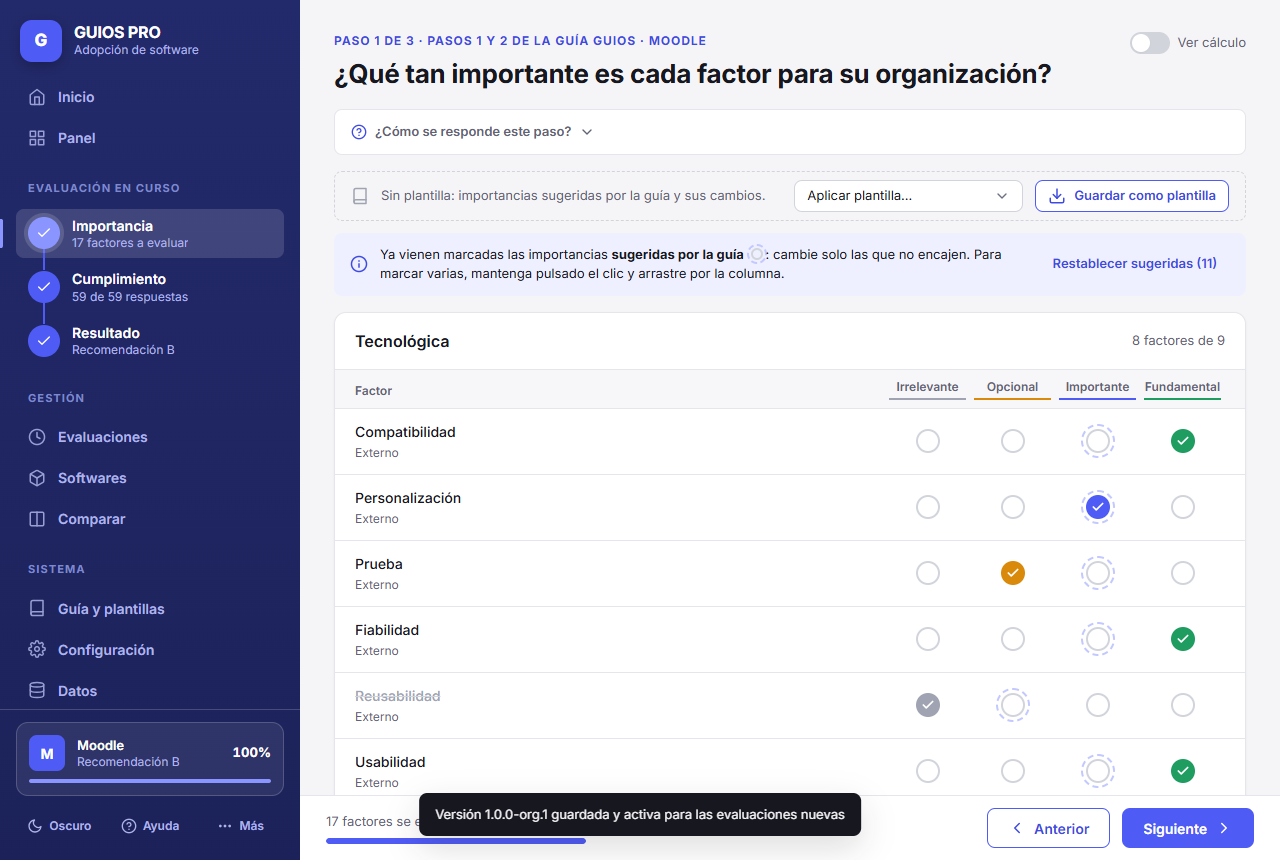 G
GUIOS PRO
Adopción de software
Inicio
Panel
EVALUACIÓN EN CURSO
Importancia
17 factores a evaluar
Cumplimiento
59 de 59 respuestas
Resultado
Recomendación B
GESTIÓN
Evaluaciones
Softwares
Comparar
SISTEMA
Guía y plantillas
Configuración
Datos
M
Moodle
Recomendación B
100%
Oscuro
Ayuda
Más
PASO 1 DE 3 · PASOS 1 Y 2 DE LA GUÍA GUIOS · MOODLE
Ver cálculo
¿Qué tan importante es cada factor para su organización?
¿Cómo se responde este paso?
Sin plantilla: importancias sugeridas por la guía y sus cambios.
Aplicar plantilla...
Guardar como plantilla
Ya vienen marcadas las importancias sugeridas por la guía : cambie solo las que no encajen. Para
marcar varias, mantenga pulsado el clic y arrastre por la columna.
Restablecer sugeridas (11)
Tecnológica
8 factores de 9
Factor
Irrelevante
Opcional
Importante
Fundamental
Compatibilidad
Externo
Personalización
Externo
Prueba
Externo
Fiabilidad
Externo
Reusabilidad
Externo
Usabilidad
Externo
17 factores se
Versión 1.0.0-org.1 guardada y activa para las evaluaciones nuevas
Anterior
Siguiente